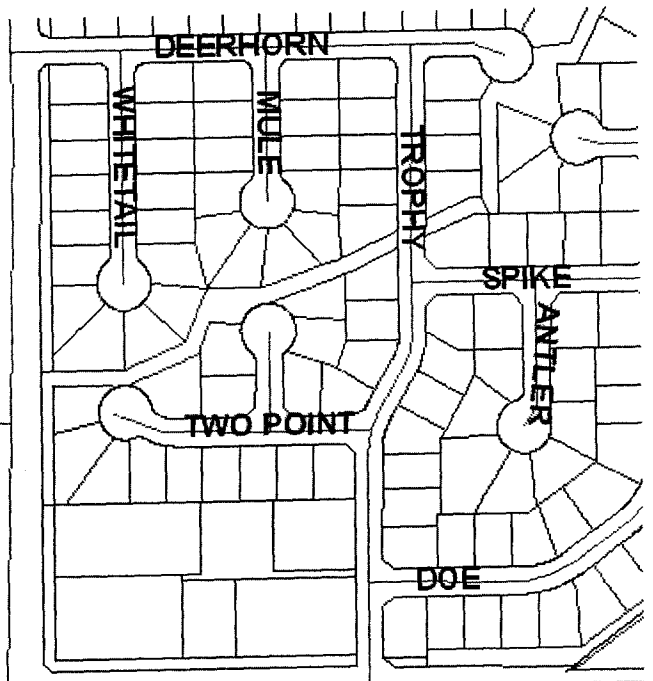 DEERHORN
WHITETAIL
MULE
TROPHY
SPIKE
ANTLER
TWO POINT
DOE